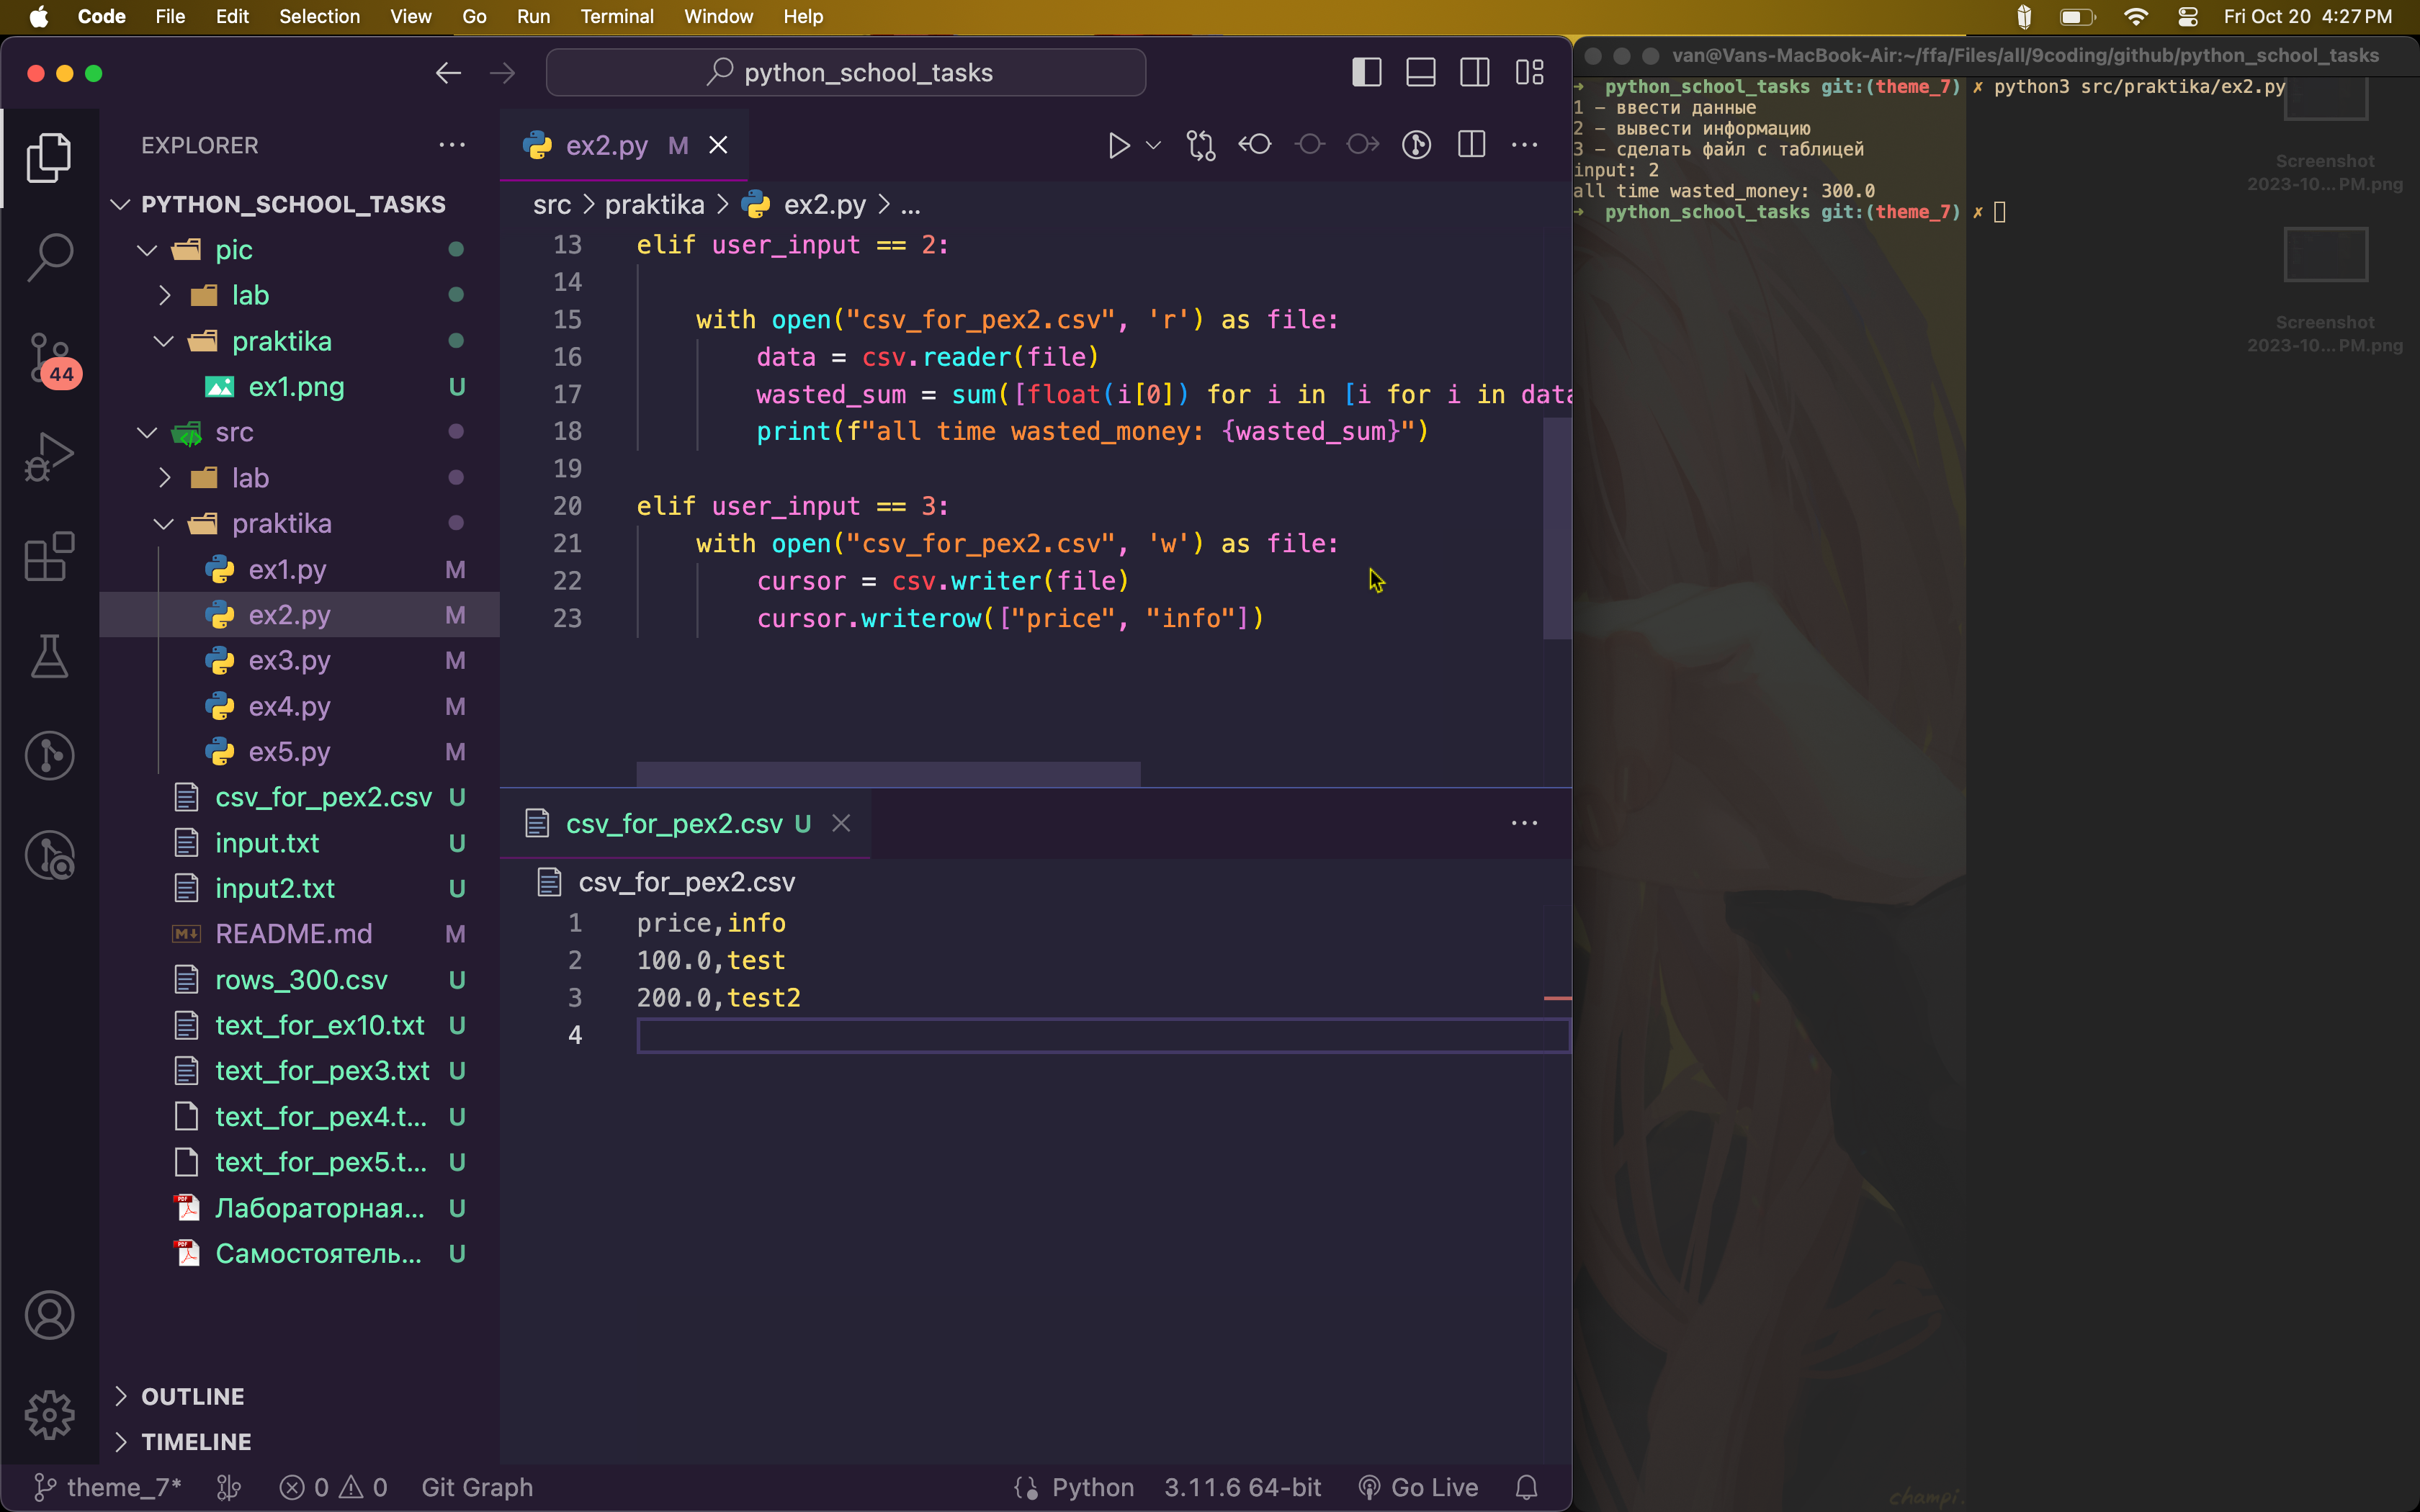 Code File Edit Selection View Go Run Terminal Window Help Fri Oct 20 4:27 PM
python_school_tasks
EXPLORER
PYTHON_SCHOOL_TASKS
pic
lab
praktika
ex1.png U
src
lab
praktika
ex1.py M
ex2.py M
ex3.py M
ex4.py M
ex5.py M
csv_for_pex2.csv U
input.txt U
input2.txt U
README.md M
rows_300.csv U
text_for_ex10.txt U
text_for_pex3.txt U
text_for_pex4.t... U
text_for_pex5.t... U
Лабораторная... U
Самостоятель... U
OUTLINE
TIMELINE
44
ex2.py M
src > praktika > ex2.py > ...
13 elif user_input == 2:
14
15 with open("csv_for_pex2.csv", 'r') as file:
16 data = csv.reader(file)
17 wasted_sum = sum([float(i[0]) for i in [i for i in data
18 print(f"all time wasted_money: {wasted_sum}")
19
20 elif user_input == 3:
21 with open("csv_for_pex2.csv", 'w') as file:
22 cursor = csv.writer(file)
23 cursor.writerow(["price", "info"])
csv_for_pex2.csv U
csv_for_pex2.csv
1 price,info
2 100.0,test
3 200.0,test2
4
theme_7* 0 0 Git Graph Python 3.11.6 64-bit Go Live
van@Vans-MacBook-Air:~/ffa/Files/all/9coding/github/python_school_tasks
→ python_school_tasks git:(theme_7) ✗ python3 src/praktika/ex2.py
1 – ввести данные
2 – вывести информацию
3 – сделать файл с таблицей
input: 2
all time wasted_money: 300.0
→ python_school_tasks git:(theme_7) ✗
Screenshot
2023-10...PM.png
Screenshot
2023-10...PM.png
champi.